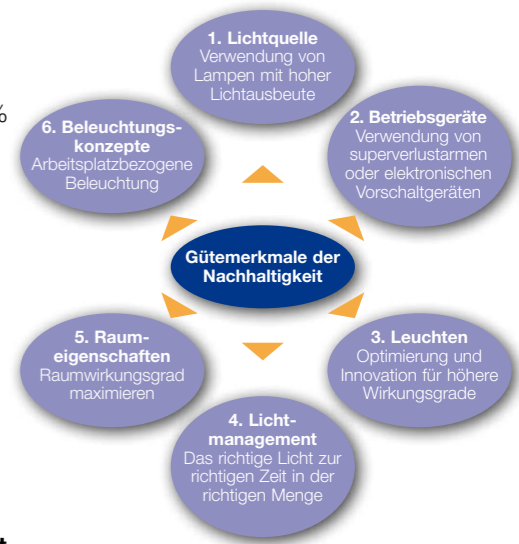 1. Lichtquelle
Verwendung von
Lampen mit hoher
Lichtausbeute
2. Betriebsgeräte
Verwendung von
superverlustarmen
oder elektronischen
Vorschaltgeräten
3. Leuchten
Optimierung und
Innovation für höhere
Wirkungsgrade
4. Licht-
management
Das richtige Licht zur
richtigen Zeit in der
richtigen Menge
5. Raum-
eigenschaften
Raumwirkungsgrad
maximieren
6. Beleuchtungs-
konzepte
Arbeitsplatzbezogene
Beleuchtung
Gütemerkmale der
Nachhaltigkeit
%
t